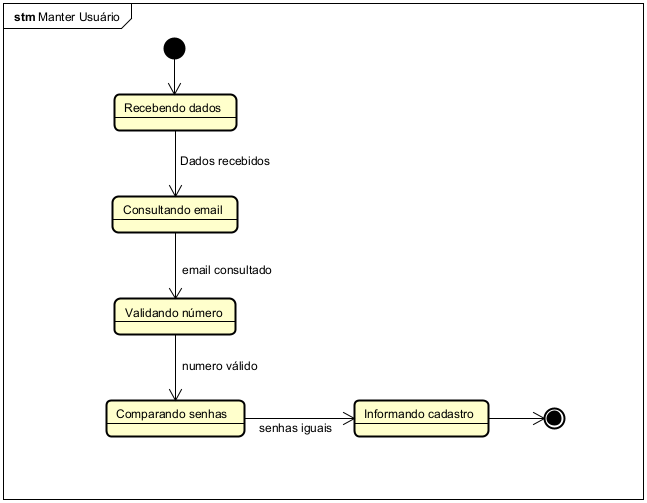 stm Manter Usuário
Recebendo dados
Dados recebidos
Consultando email
email consultado
Validando número
numero válido
Comparando senhas
senhas iguais
Informando cadastro